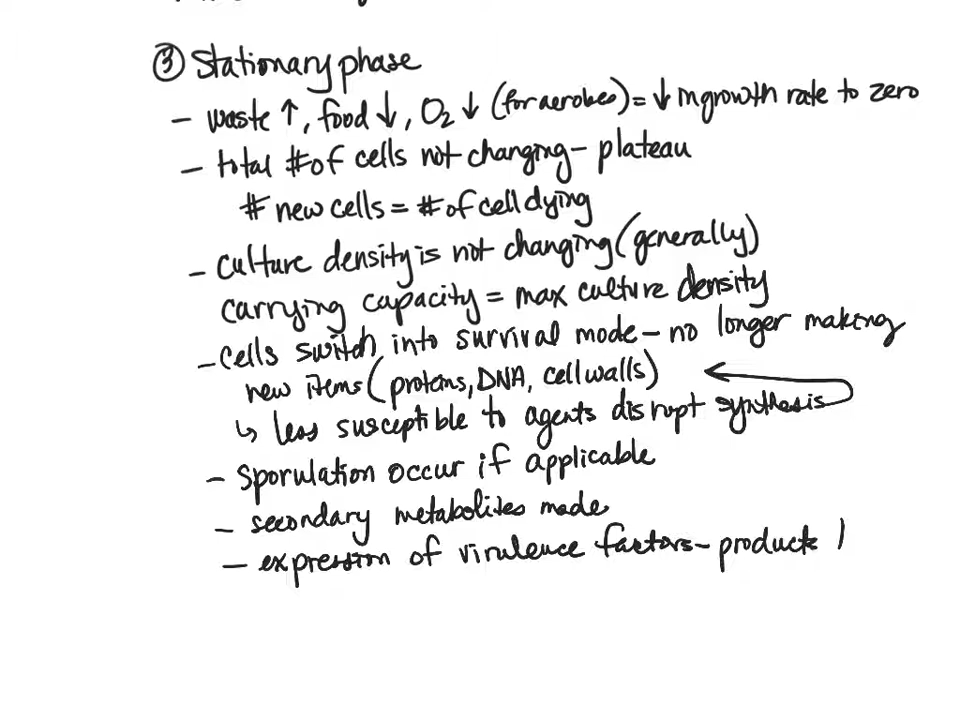 ③ Stationary phase
- waste ↑, food ↓, O₂ ↓ (for aerobes) = ↓ in growth rate to zero
- total # of cells not changing - plateau
# new cells = # of cell dying
- culture density is not changing (generally)
carrying capacity = max culture density
- cells switch into survival mode - no longer making
new items (proteins, DNA, cell walls)
↳ less susceptible to agents disrupt synthesis
- sporulation occur if applicable
- secondary metabolites made
- expression of virulence factors - products